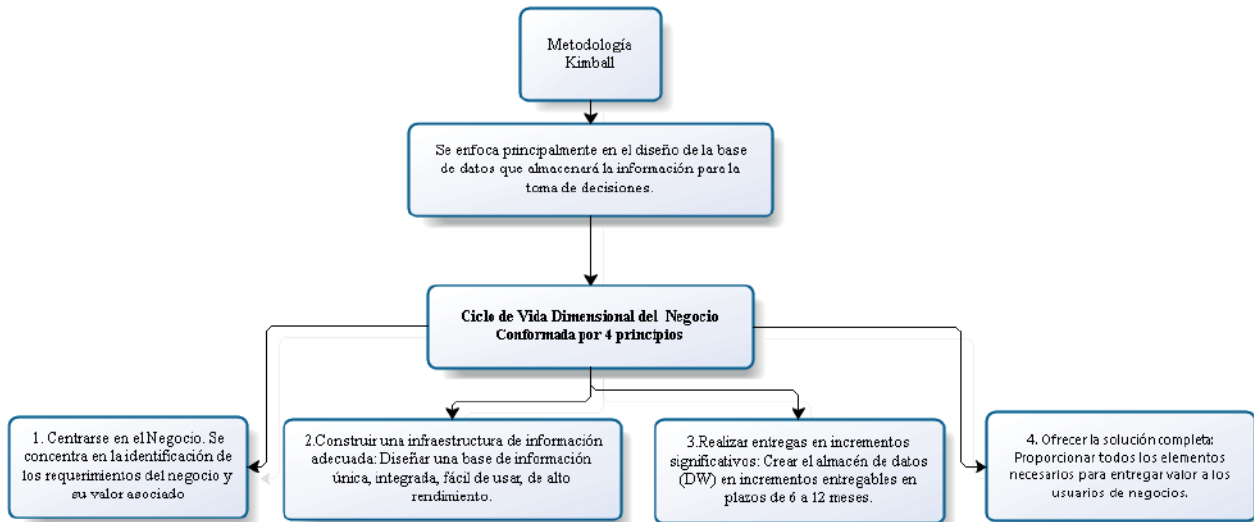 Metodología
Kimball
Se enfoca principalmente en el diseño de la base
de datos que almacenará la información para la
toma de decisiones.
Ciclo de Vida Dimensional del Negocio
Conformada por 4 principios
1. Centrarse en el Negocio. Se
concentra en la identificación de
los requerimientos del negocio y
su valor asociado
2.Construir una infraestructura de información
adecuada: Diseñar una base de información
única, integrada, fácil de usar, de alto
rendimiento.
3.Realizar entregas en incrementos
significativos: Crear el almacén de datos
(DW) en incrementos entregables en
plazos de 6 a 12 meses.
4. Ofrecer la solución completa:
Proporcionar todos los elementos
necesarios para entregar valor a los
usuarios de negocios.